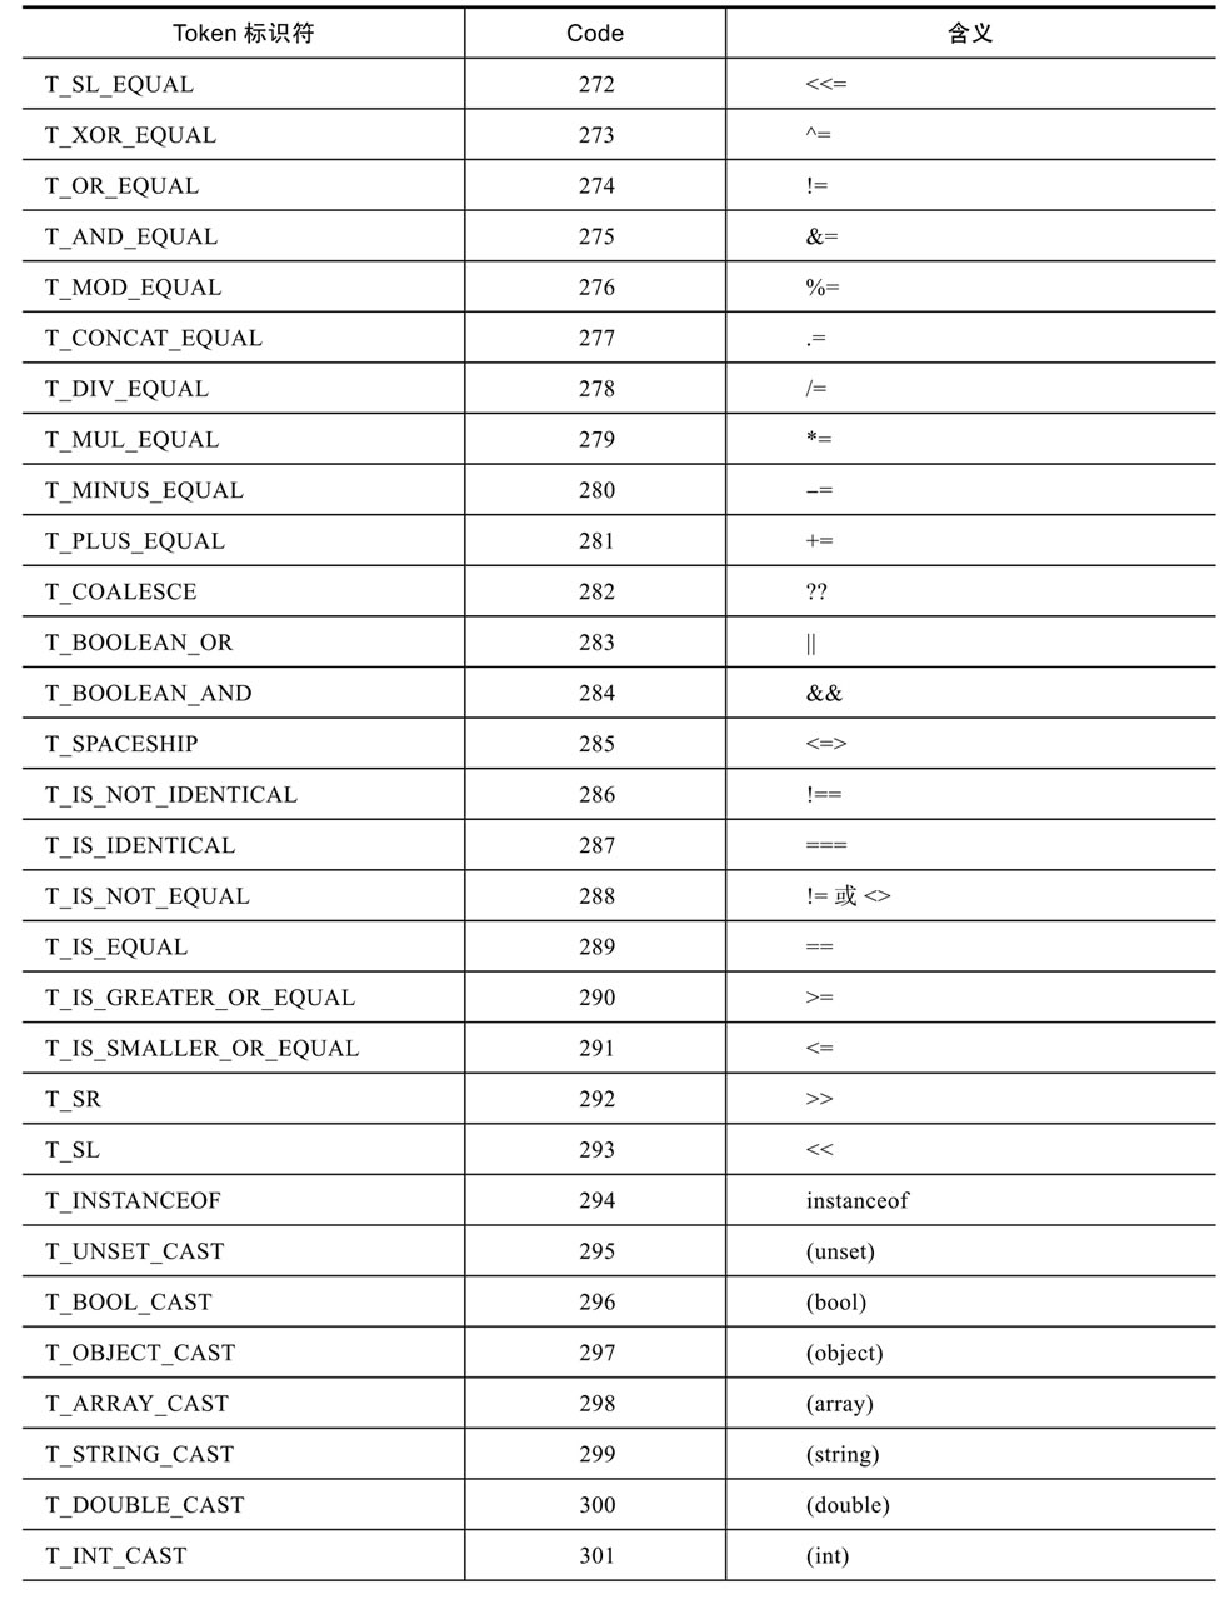 Token 标识符 Code 含义
T_SL_EQUAL 272 <<=
T_XOR_EQUAL 273 ^=
T_OR_EQUAL 274 !=
T_AND_EQUAL 275 &=
T_MOD_EQUAL 276 %=
T_CONCAT_EQUAL 277 .=
T_DIV_EQUAL 278 /=
T_MUL_EQUAL 279 *=
T_MINUS_EQUAL 280 –=
T_PLUS_EQUAL 281 +=
T_COALESCE 282 ??
T_BOOLEAN_OR 283 ||
T_BOOLEAN_AND 284 &&
T_SPACESHIP 285 <=>
T_IS_NOT_IDENTICAL 286 !==
T_IS_IDENTICAL 287 ===
T_IS_NOT_EQUAL 288 != 或 <>
T_IS_EQUAL 289 ==
T_IS_GREATER_OR_EQUAL 290 >=
T_IS_SMALLER_OR_EQUAL 291 <=
T_SR 292 >>
T_SL 293 <<
T_INSTANCEOF 294 instanceof
T_UNSET_CAST 295 (unset)
T_BOOL_CAST 296 (bool)
T_OBJECT_CAST 297 (object)
T_ARRAY_CAST 298 (array)
T_STRING_CAST 299 (string)
T_DOUBLE_CAST 300 (double)
T_INT_CAST 301 (int)